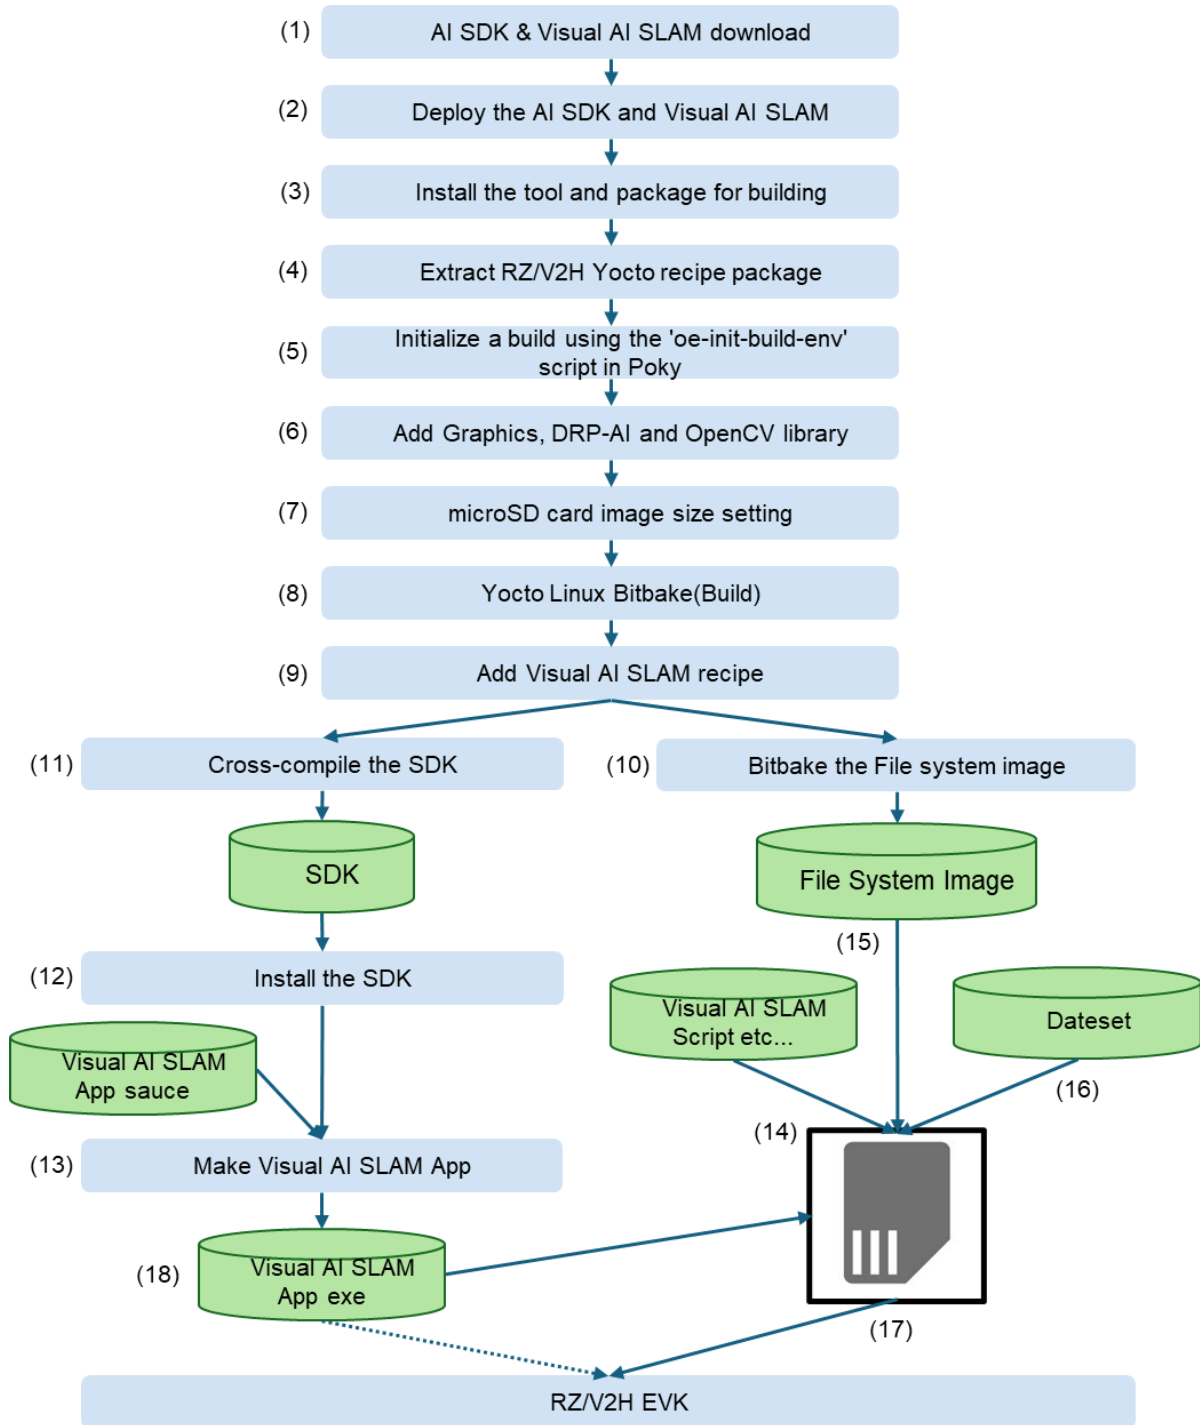 (1) AI SDK & Visual AI SLAM download
(2) Deploy the AI SDK and Visual AI SLAM
(3) Install the tool and package for building
(4) Extract RZ/V2H Yocto recipe package
(5) Initialize a build using the 'oe-init-build-env'
script in Poky
(6) Add Graphics, DRP-AI and OpenCV library
(7) microSD card image size setting
(8) Yocto Linux Bitbake(Build)
(9) Add Visual AI SLAM recipe
(11) Cross-compile the SDK
(10) Bitbake the File system image
SDK
File System Image
(15)
(12) Install the SDK
Visual AI SLAM
Script etc...
Dateset
Visual AI SLAM
App sauce
(16)
(14)
(13) Make Visual AI SLAM App
(18) Visual AI SLAM
App exe
(17)
RZ/V2H EVK